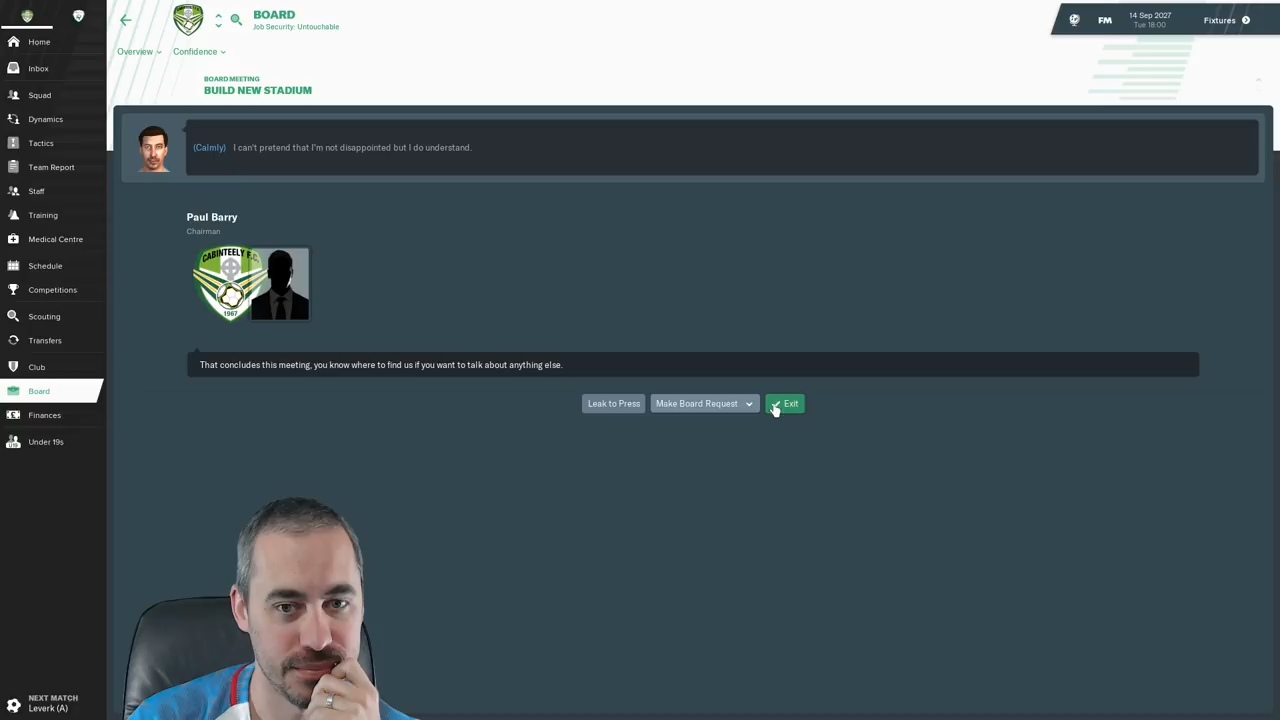 BOARD
Job Security: Untouchable
FM
14 Sep 2027
Tue 18:00
Fixtures
Overview
Confidence
BOARD MEETING
BUILD NEW STADIUM
Home
Inbox
Squad
Dynamics
Tactics
Team Report
Staff
Training
Medical Centre
Schedule
Competitions
Scouting
Transfers
Club
Board
Finances
Under 19s
NEXT MATCH
Leverk (A)
(Calmly) I can't pretend that I'm not disappointed but I do understand.
Paul Barry
Chairman
CABINTEELY F.C.
1967
That concludes this meeting, you know where to find us if you want to talk about anything else.
Leak to Press
Make Board Request
Exit